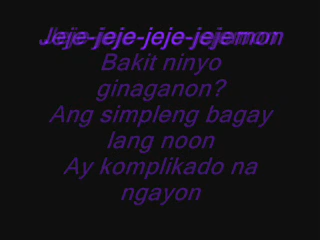 Jeje-jeje-jeje-jejemon
Bakit ninyo
ginaganon?
Ang simpleng bagay
lang noon
Ay komplikado na
ngayon